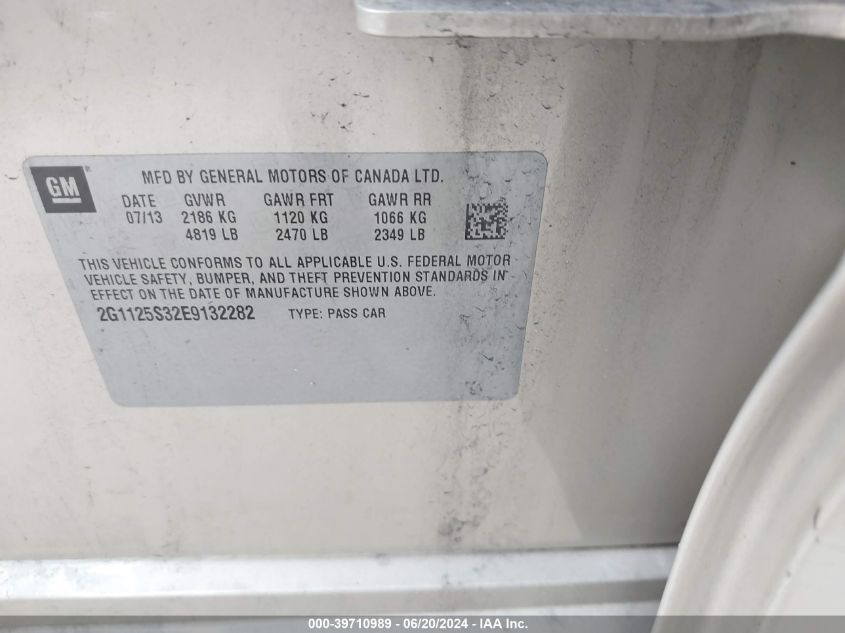 GM
MFD BY GENERAL MOTORS OF CANADA LTD.
DATE GVWR GAWR FRT GAWR RR
07/13 2186 KG 1120 KG 1066 KG
4819 LB 2470 LB 2349 LB
THIS VEHICLE CONFORMS TO ALL APPLICABLE U.S. FEDERAL MOTOR
VEHICLE SAFETY, BUMPER, AND THEFT PREVENTION STANDARDS IN
EFFECT ON THE DATE OF MANUFACTURE SHOWN ABOVE.
2G1125S32E9132282 TYPE: PASS CAR
000-39710989 - 06/20/2024 - IAA Inc.